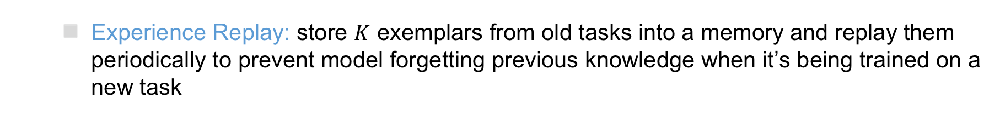 Experience Replay: store K exemplars from old tasks into a memory and replay them
periodically to prevent model forgetting previous knowledge when it’s being trained on a
new task